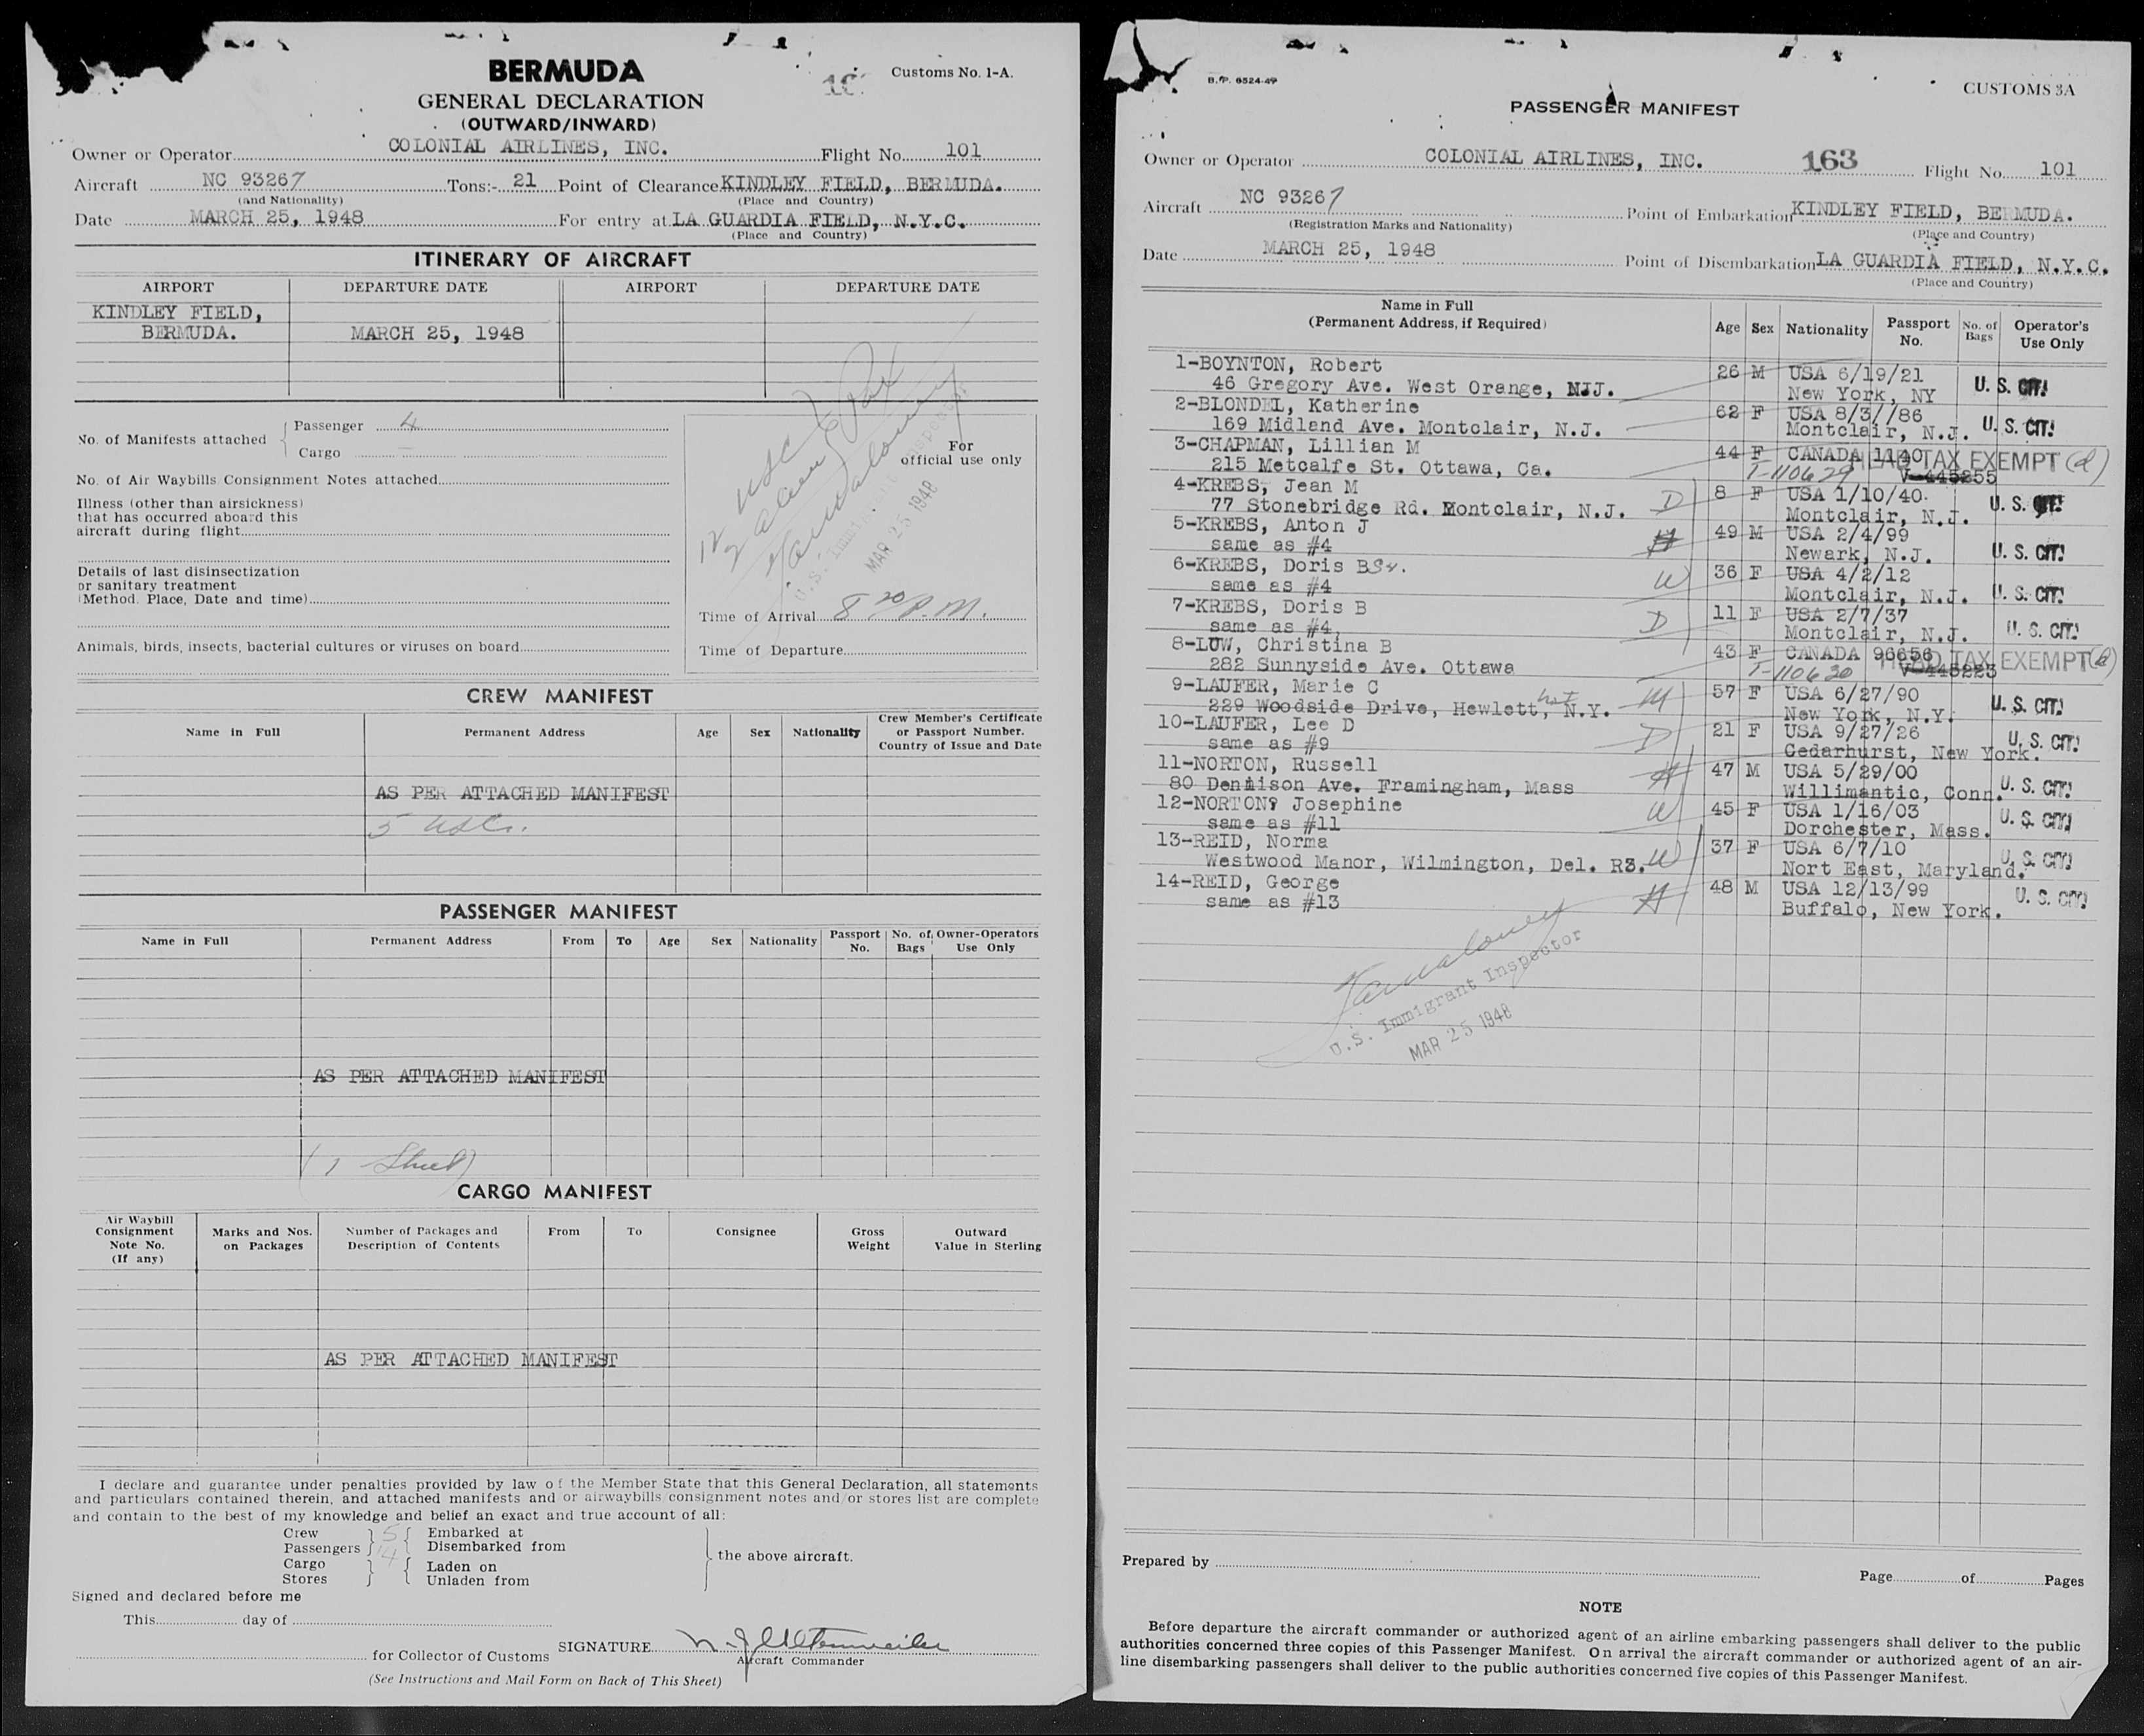 BERMUDA
Customs No. 1-A.
GENERAL DECLARATION
(OUTWARD/INWARD)
Owner or Operator COLONIAL AIRLINES, INC. Flight No. 101
Aircraft NC 93267 Tons:- 21 Point of Clearance KINDLEY FIELD, BERMUDA.
(and Nationality) (Place and Country)
Date MARCH 25, 1948 For entry at LA GUARDIA FIELD, N.Y.C.
(Place and Country)
ITINERARY OF AIRCRAFT
AIRPORT DEPARTURE DATE AIRPORT DEPARTURE DATE
KINDLEY FIELD,
BERMUDA. MARCH 25, 1948
No. of Manifests attached
Passenger 4
Cargo
No. of Air Waybills Consignment Notes attached
Illness (other than airsickness)
that has occurred aboard this
aircraft during flight
Details of last disinsectization
or sanitary treatment
(Method. Place, Date and time)
Animals, birds, insects, bacterial cultures or viruses on board
12 USC
2 alien
Pax
For
official use only
U.S. Immigrant Inspector
MAR 25 1948
Time of Arrival 8 20 P.M.
Time of Departure
CREW MANIFEST
Name in Full Permanent Address Age Sex Nationality Crew Member's Certificate
or Passport Number.
Country of Issue and Date
AS PER ATTACHED MANIFEST
5 USCs.
PASSENGER MANIFEST
Name in Full Permanent Address From To Age Sex Nationality Passport No. No. of Bags Owner-Operators Use Only
AS PER ATTACHED MANIFEST
(1 Sheet)
CARGO MANIFEST
Air Waybill
Consignment
Note No.
(If any)
Marks and Nos.
on Packages
Number of Packages and
Description of Contents
From To Consignee
Gross
Weight
Outward
Value in Sterling
AS PER ATTACHED MANIFEST
I declare and guarantee under penalties provided by law of the Member State that this General Declaration, all statements
and particulars contained therein, and attached manifests and or airwaybills/consignment notes and/or stores list are complete
and contain to the best of my knowledge and belief an exact and true account of all:
Crew 5 Embarked at
Passengers 14 Disembarked from
Cargo Laden on
Stores Unladen from
the above aircraft.
Signed and declared before me
This day of
for Collector of Customs SIGNATURE
Aircraft Commander
(See Instructions and Mail Form on Back of This Sheet)
B.P. 6524-49
CUSTOMS 3A
PASSENGER MANIFEST
Owner or Operator COLONIAL AIRLINES, INC. 163 Flight No. 101
Aircraft NC 93267 Point of Embarkation KINDLEY FIELD, BERMUDA.
(Registration Marks and Nationality) (Place and Country)
Date MARCH 25, 1948 Point of Disembarkation LA GUARDIA FIELD, N.Y.C.
(Place and Country)
Name in Full
(Permanent Address, if Required)
Age Sex Nationality Passport No. No. of Bags Operator's Use Only
1-BOYNTON, Robert 26 M USA 6/19/21
46 Gregory Ave. West Orange, NJJ. New York, NY U. S. CIT!
2-BLONDEL, Katherine 62 F USA 8/3//86
169 Midland Ave. Montclair, N.J. Montclair, N.J. U. S. CIT!
3-CHAPMAN, Lillian M 44 F CANADA 1140 HEAD TAX EXEMPT (d)
215 Metcalfe St. Ottawa, Ca. T-110629 V-445255
4-KREBS, Jean M D 8 F USA 1/10/40.
77 Stonebridge Rd. Montclair, N.J. Montclair, N.J. U. S. CIT!
5-KREBS, Anton J H 49 M USA 2/4/99
same as #4 Newark, N.J. U. S. CIT!
6-KREBS, Doris B Sr. W 36 F USA 4/2/12
same as #4 Montclair, N.J. U. S. CIT!
7-KREBS, Doris B D 11 F USA 2/7/37
same as #4, Montclair, N.J. U. S. CIT!
8-LUW, Christina B 43 F CANADA 96656 HEAD TAX EXEMPT (d)
282 Sunnyside Ave. Ottawa T-110630 V-445223
9-LAUFER, Marie C M 57 F USA 6/27/90
229 Woodside Drive, Hewlett, N.Y. New York, N.Y. U. S. CIT!
10-LAUFER, Lee D D 21 F USA 9/27/26
same as #9 Cedarhurst, New York. U. S. CIT!
11-NORTON, Russell H 47 M USA 5/29/00
80 Dennison Ave. Framingham, Mass Willimantic, Conn. U. S. CIT!
12-NORTON? Josephine W 45 F USA 1/16/03
same as #11 Dorchester, Mass. U. S. CIT!
13-REID, Norma W 37 F USA 6/7/10
Westwood Manor, Wilmington, Del. R3. Nort East, Maryland. U. S. CIT!
14-REID, George H 48 M USA 12/13/99
same as #13 Buffalo, New York. U. S. CIT!
U.S. Immigrant Inspector
MAR 25 1948
Prepared by
Page of Pages
NOTE
Before departure the aircraft commander or authorized agent of an airline embarking passengers shall deliver to the public
authorities concerned three copies of this Passenger Manifest. On arrival the aircraft commander or authorized agent of an air-
line disembarking passengers shall deliver to the public authorities concerned five copies of this Passenger Manifest.